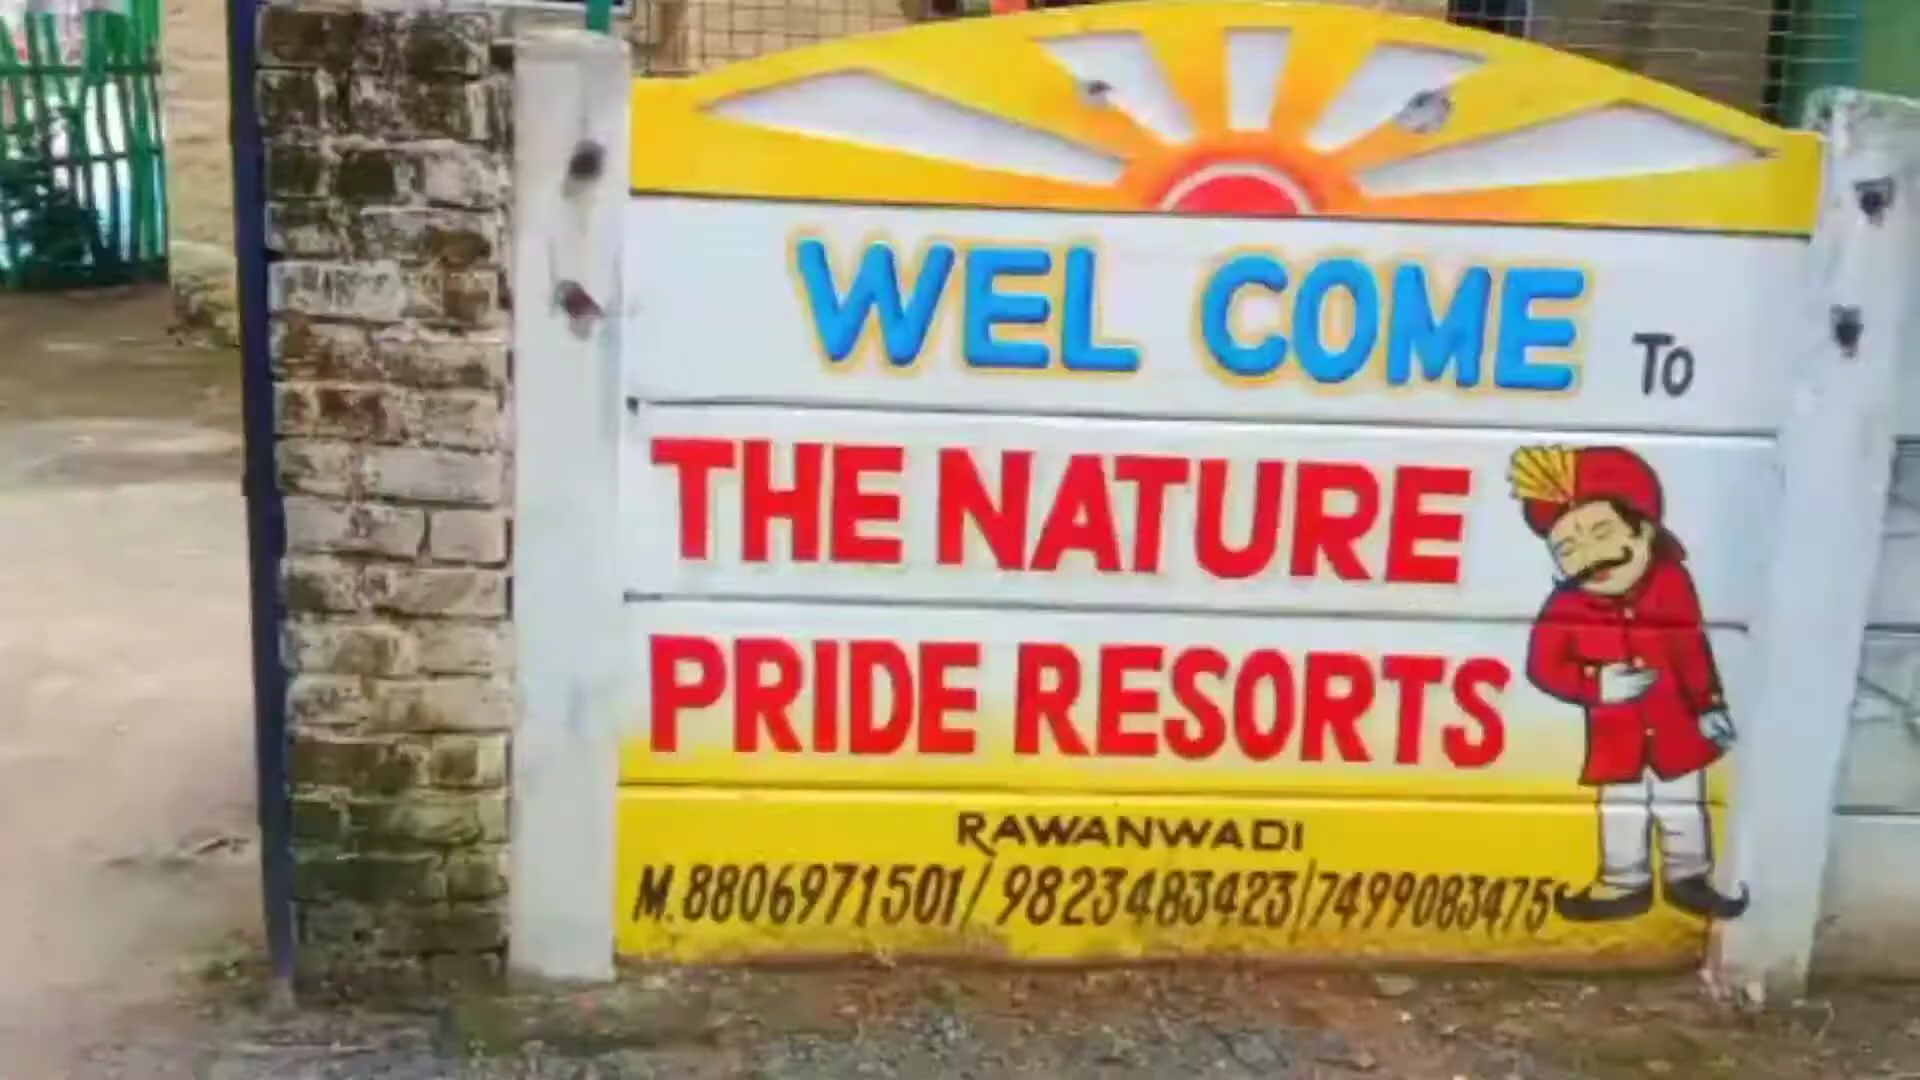 WEL COME TO
THE NATURE
PRIDE RESORTS
RAWANWADI
M. 8806971501/9823483423/7499083475